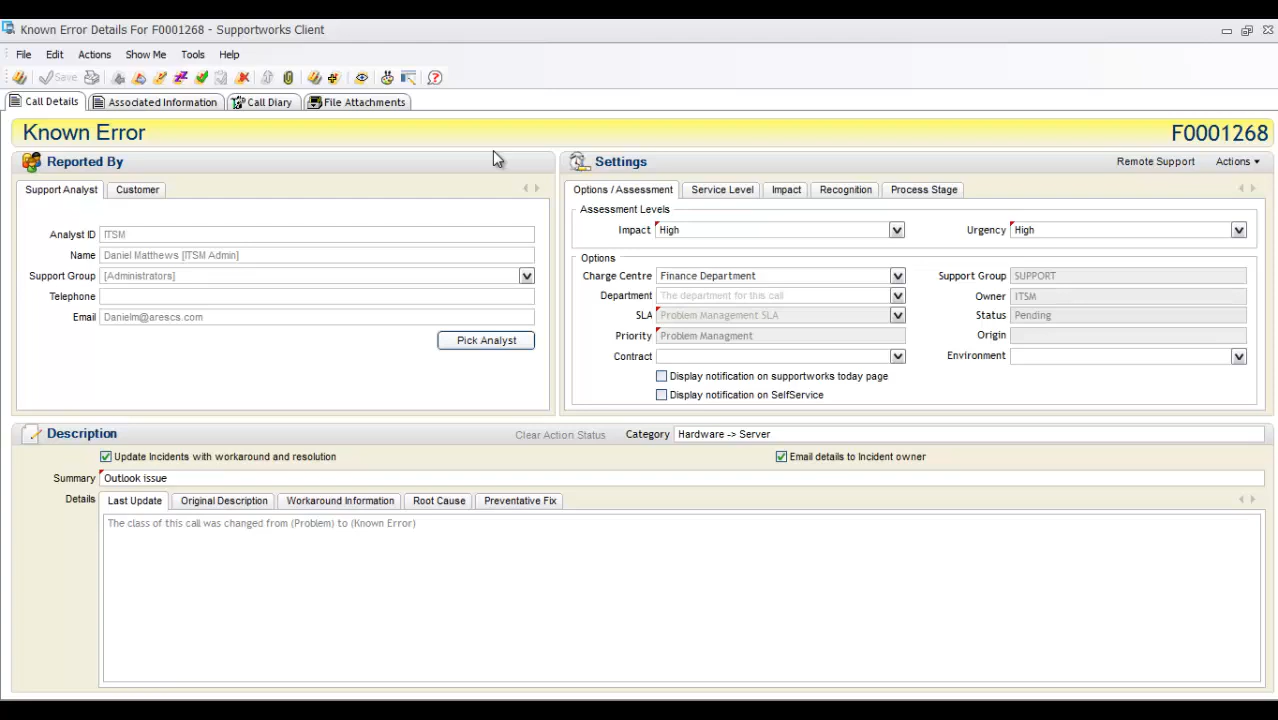 Known Error Details For F0001268 - Supportworks Client
File Edit Actions Show Me Tools Help
Save
Call Details Associated Information Call Diary File Attachments
Known Error F0001268
Reported By
Support Analyst Customer
Analyst ID ITSM
Name Daniel Matthews [ITSM Admin]
Support Group [Administrators]
Telephone
Email Danielm@arescs.com
Pick Analyst
Settings Remote Support Actions
Options / Assessment Service Level Impact Recognition Process Stage
Assessment Levels
Impact High Urgency High
Options
Charge Centre Finance Department Support Group SUPPORT
Department The department for this call Owner ITSM
SLA Problem Management SLA Status Pending
Priority Problem Managment Origin
Contract Environment
Display notification on supportworks today page
Display notification on SelfService
Description Clear Action Status Category Hardware -> Server
Update Incidents with workaround and resolution Email details to Incident owner
Summary Outlook issue
Details Last Update Original Description Workaround Information Root Cause Preventative Fix
The class of this call was changed from (Problem) to (Known Error)